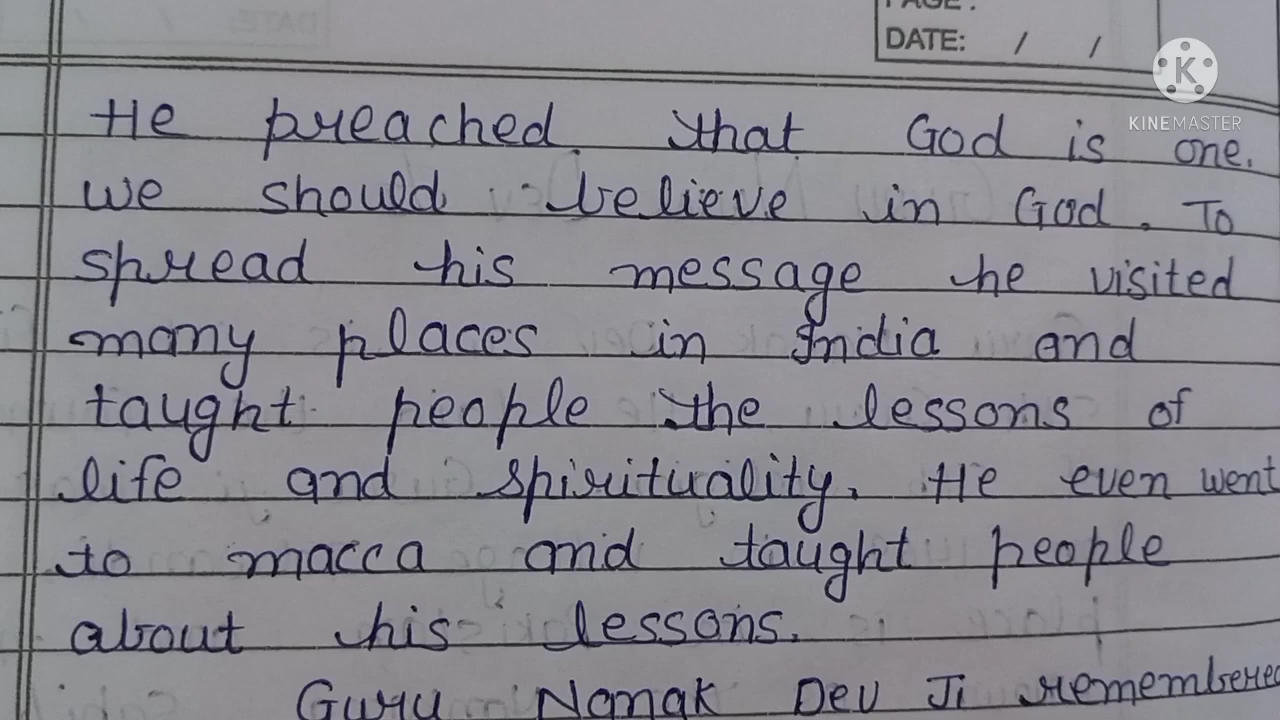 PAGE:
DATE: / /
KINEMASTER
He preached that God is one.
we should believe in God. To
spread his message he visited
many places in India and
taught people the lessons of
life and spirituality. He even went
to macca and taught people
about his lessons.
Guru Nanak Dev Ji remembered